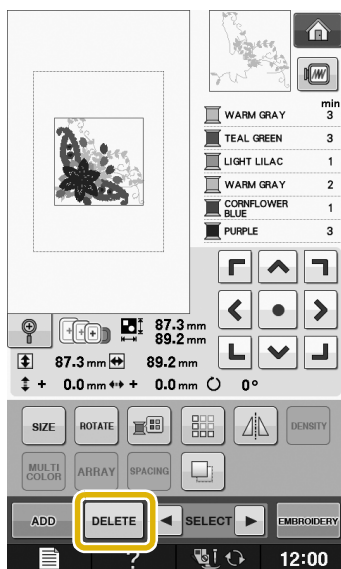 min
WARM GRAY 3
TEAL GREEN 3
LIGHT LILAC 1
WARM GRAY 2
CORNFLOWER
BLUE 1
PURPLE 3
87.3 mm
89.2 mm
87.3 mm 89.2 mm
+ 0.0 mm + 0.0 mm 0°
SIZE ROTATE DENSITY
MULTI
COLOR ARRAY SPACING
ADD DELETE SELECT EMBROIDERY
? 12:00